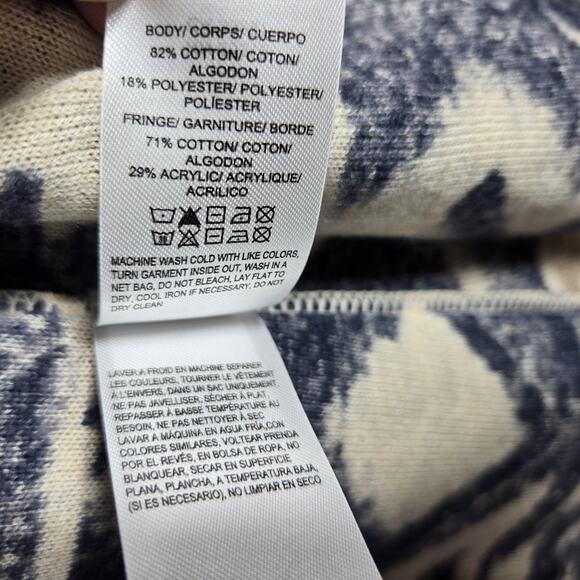 BODY/ CORPS/ CUERPO
82% COTTON/ COTON/
ALGODON
18% POLYESTER/ POLYESTER/
POLÍESTER
FRINGE/ GARNITURE/ BORDE
71% COTTON/ COTON/
ALGODON
29% ACRYLIC/ ACRYLIQUE/
ACRÍLICO
30
MACHINE WASH COLD WITH LIKE COLORS,
TURN GARMENT INSIDE OUT, WASH IN A
NET BAG, DO NOT BLEACH, LAY FLAT TO
DRY, COOL IRON IF NECESSARY, DO NOT
DRY CLEAN
LAVER A FROID EN MACHINE SEPARER
LES COULEURS, TOURNER LE VÊTEMENT
À L'ENVERS, DANS UN SAC UNIQUEMENT,
NE PAS JAVELLISER, SÉCHER À PLAT,
REPASSER À BASSE TEMPÉRATURE AU
BESOIN, NE PAS NETTOYER À SEC
LAVAR A MÁQUINA EN AGUA FRÍA,CON
COLORES SIMILARES, VOLTEAR PRENDA
POR EL REVÉS, EN BOLSA DE ROPA, NO
BLANQUEAR, SECAR EN SUPERFICIE
PLANA, PLANCHA, A TEMPERATURA BAJA,
(SI ES NECESARIO), NO LIMPIAR EN SECO